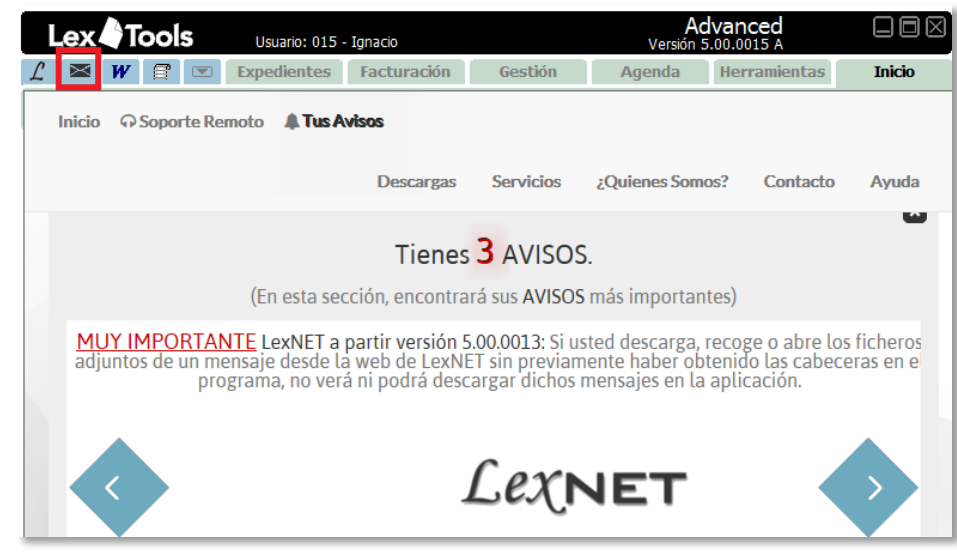 LexTools Usuario: 015 - Ignacio Advanced
Versión 5.00.0015 A
L W Expedientes Facturación Gestión Agenda Herramientas Inicio
Inicio Soporte Remoto Tus Avisos
Descargas Servicios ¿Quienes Somos? Contacto Ayuda
Tienes 3 AVISOS.
(En esta sección, encontrará sus AVISOS más importantes)
MUY IMPORTANTE LexNET a partir versión 5.00.0013: Si usted descarga, recoge o abre los ficheros
adjuntos de un mensaje desde la web de LexNET sin previamente haber obtenido las cabeceras en el
programa, no verá ni podrá descargar dichos mensajes en la aplicación.
LexNET